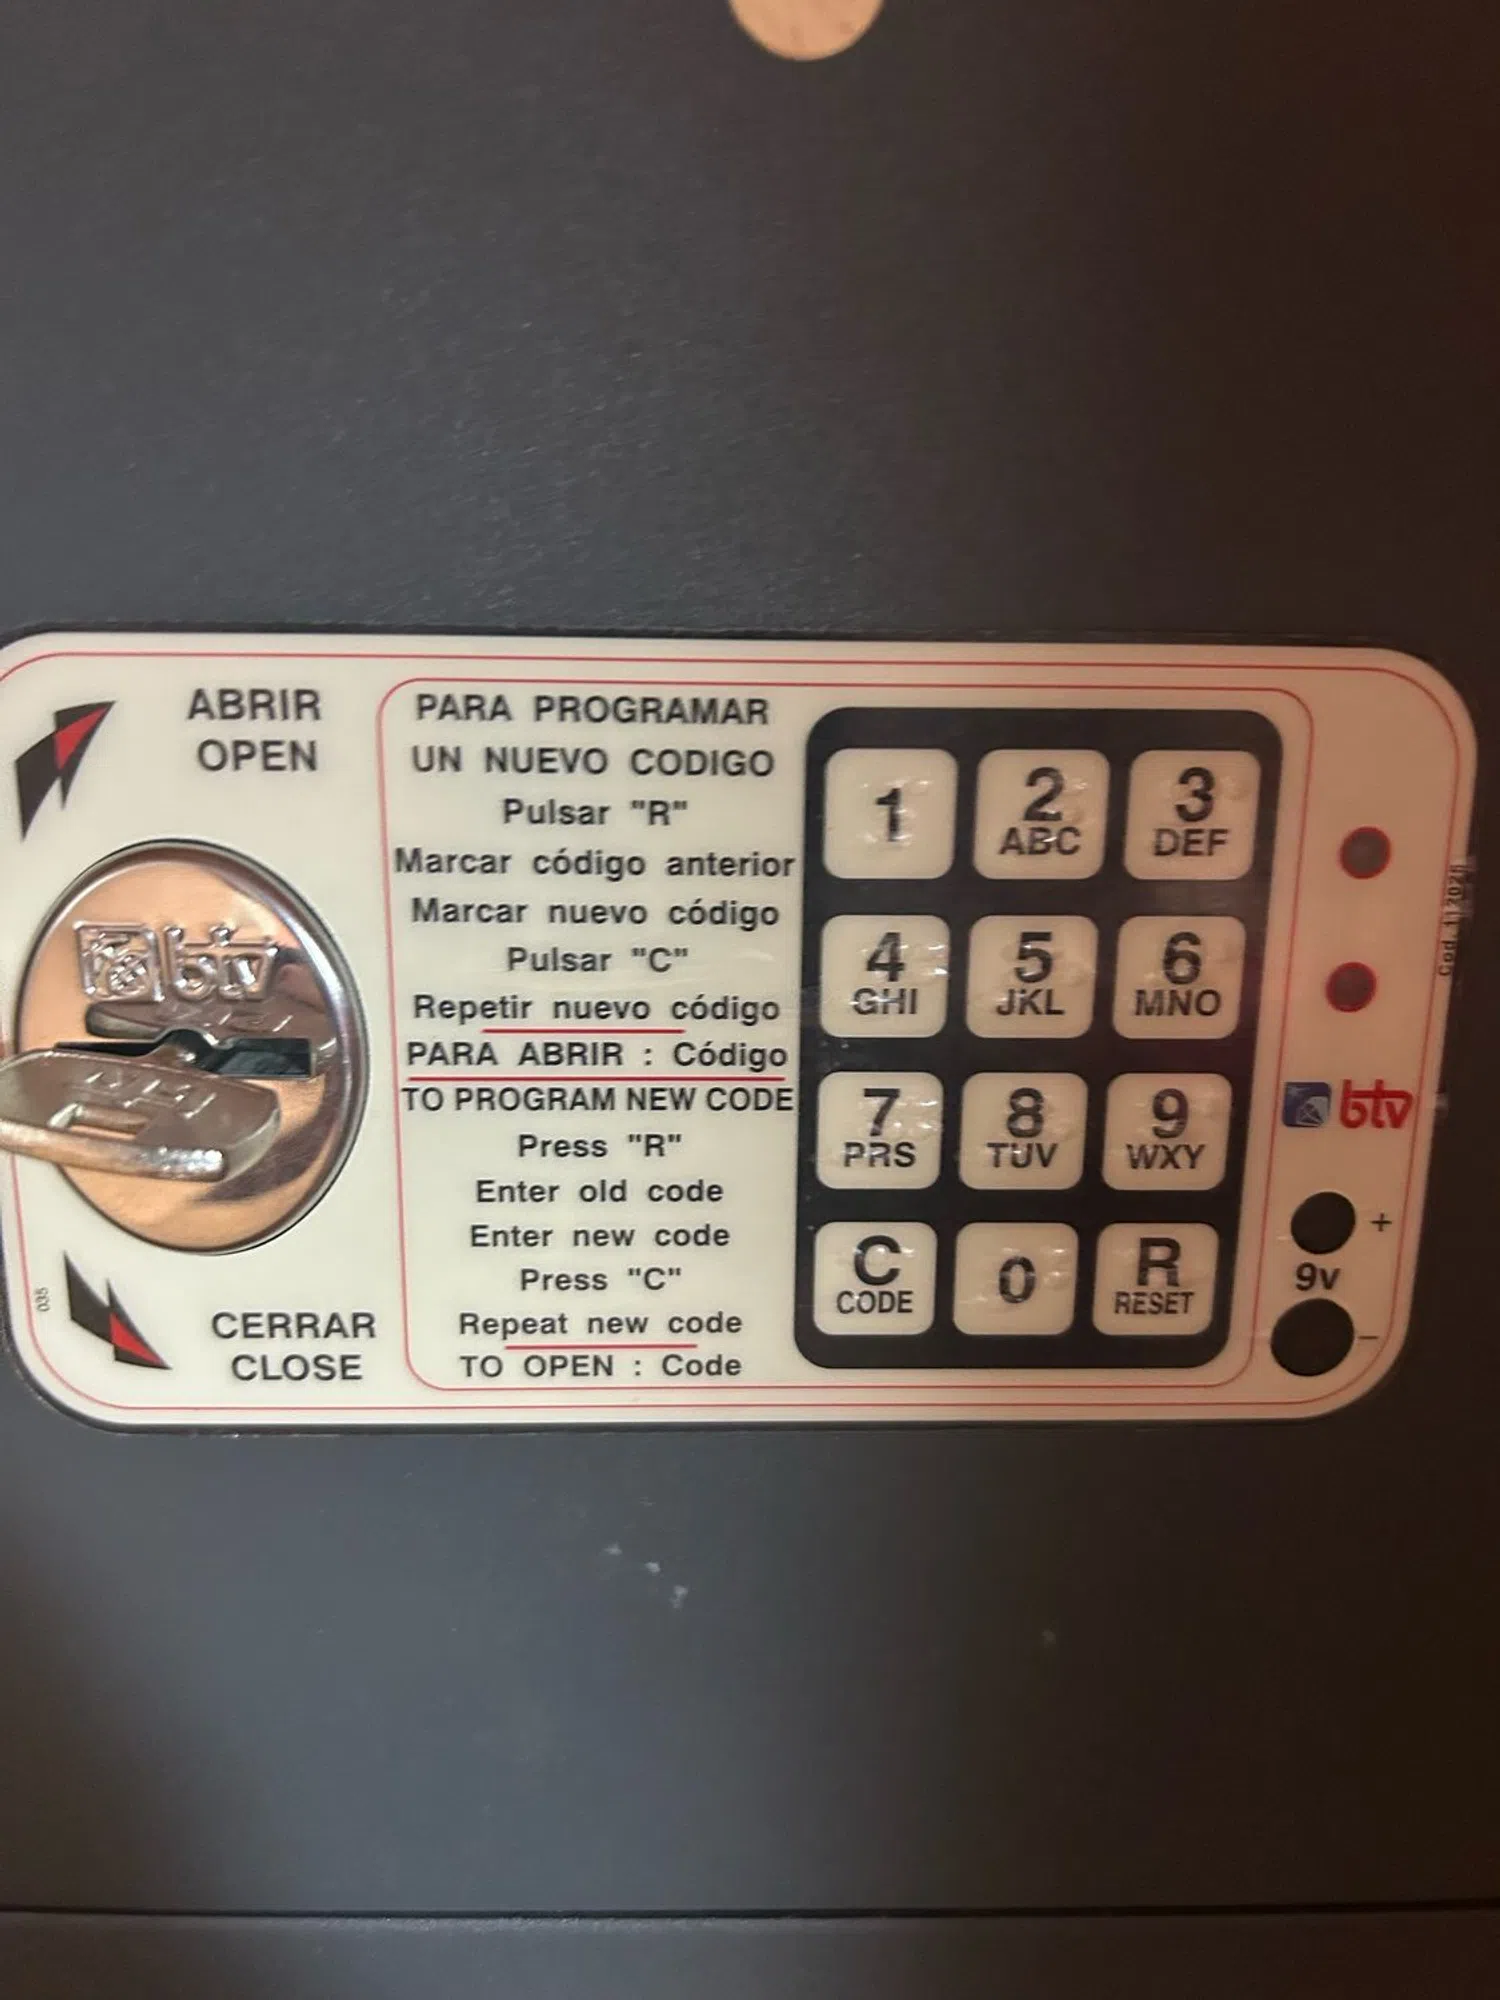 ABRIR
OPEN
btv
CERRAR
CLOSE
035
PARA PROGRAMAR
UN NUEVO CODIGO
Pulsar "R"
Marcar código anterior
Marcar nuevo código
Pulsar "C"
Repetir nuevo código
PARA ABRIR : Código
TO PROGRAM NEW CODE
Press "R"
Enter old code
Enter new code
Press "C"
Repeat new code
TO OPEN : Code
1
2
ABC
3
DEF
4
GHI
5
JKL
6
MNO
7
PRS
8
TUV
9
WXY
C
CODE
0
R
RESET
Cod.
btv
+
9v
−